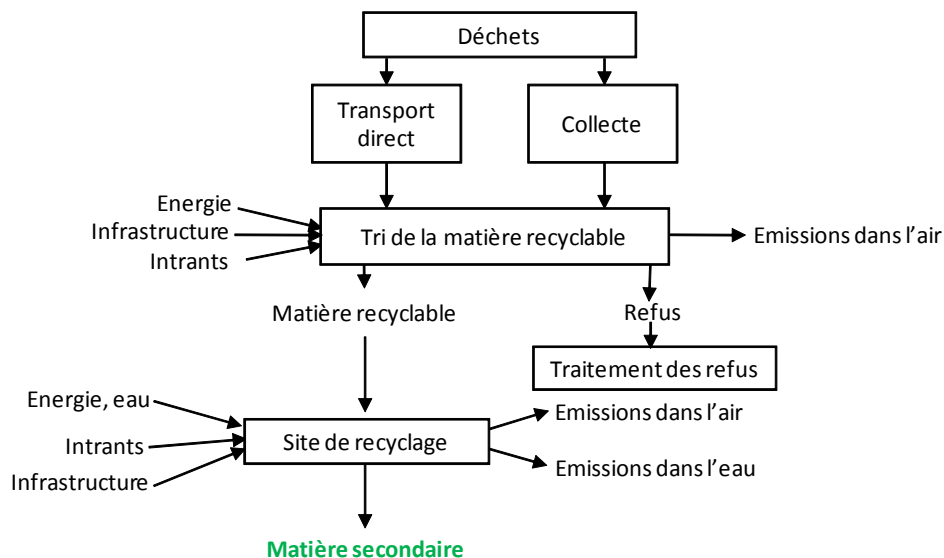 Déchets
Transport
direct
Collecte
Energie
Infrastructure
Intrants
Tri de la matière recyclable
Emissions dans l’air
Matière recyclable
Refus
Traitement des refus
Energie, eau
Intrants
Infrastructure
Site de recyclage
Emissions dans l’air
Emissions dans l’eau
Matière secondaire